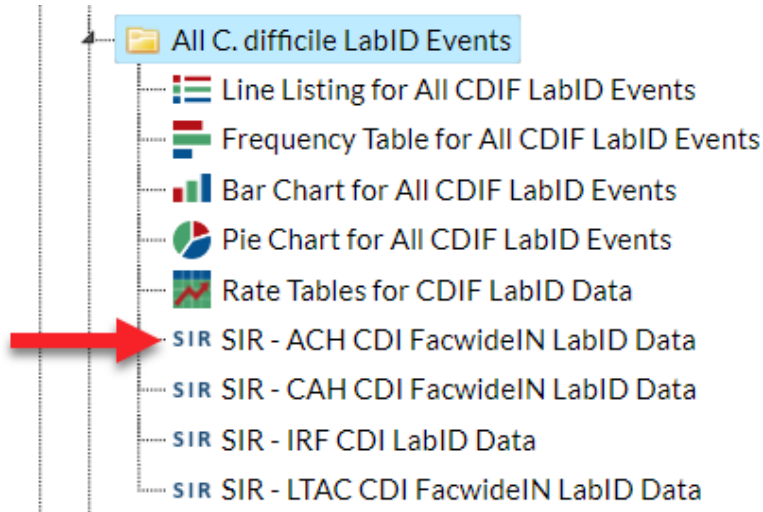 All C. difficile LabID Events
Line Listing for All CDIF LabID Events
Frequency Table for All CDIF LabID Events
Bar Chart for All CDIF LabID Events
Pie Chart for All CDIF LabID Events
Rate Tables for CDIF LabID Data
SIR SIR - ACH CDI FacwideIN LabID Data
SIR SIR - CAH CDI FacwideIN LabID Data
SIR SIR - IRF CDI LabID Data
SIR SIR - LTAC CDI FacwideIN LabID Data